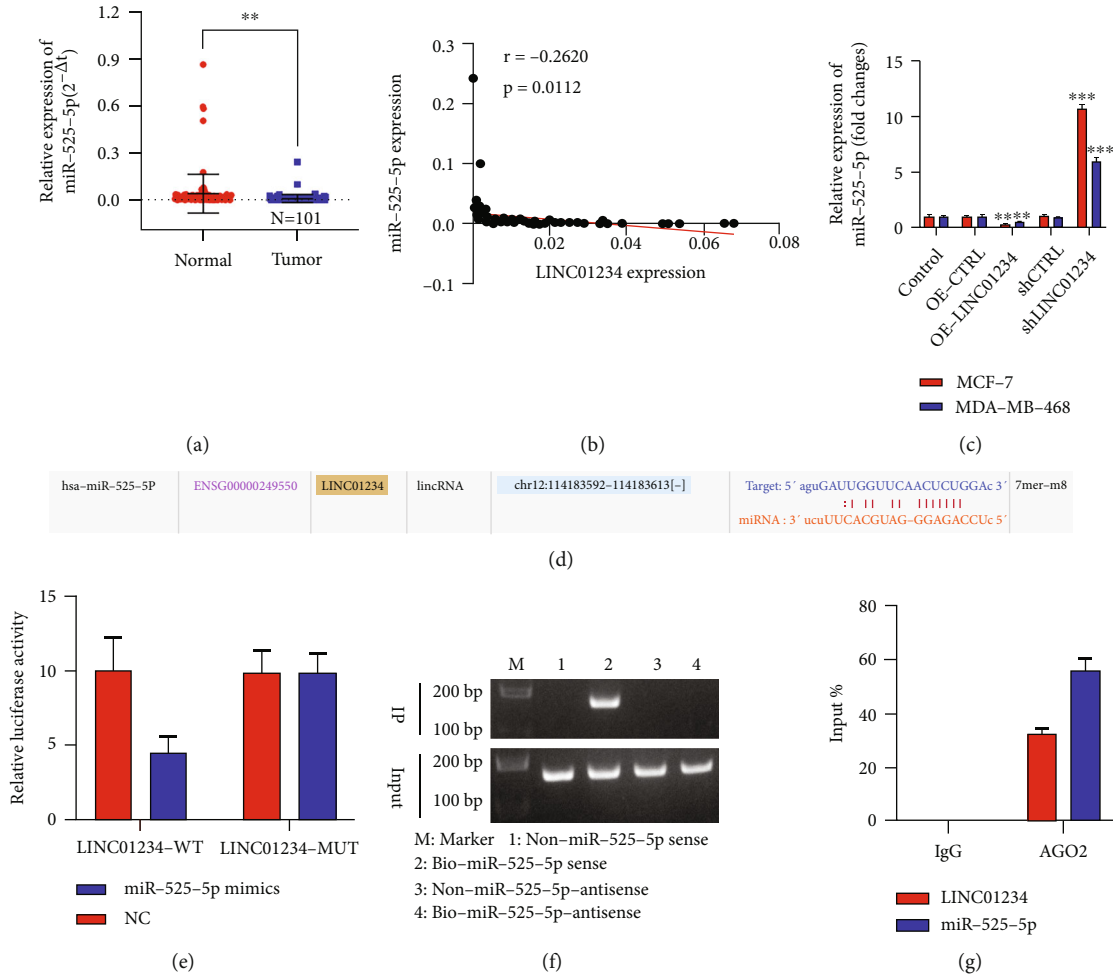 **
1.2
0.9
0.6
0.3
0.0
Relative expression of
miR–525–5p(2–Δt)
N=101
Normal
Tumor
(a)
0.3
0.2
0.1
0.0
–0.1
miR–525–5p expression
r = –0.2620
p = 0.0112
0.02
0.04
0.06
0.08
LINC01234 expression
(b)
15
10
5
0
Relative expression of
miR–525–5p (fold changes)
***
***
****
Control
OE–CTRL
OE–LINC01234
shCTRL
shLINC01234
MCF–7
MDA–MB–468
(c)
hsa–miR–525–5P ENSG00000249550 LINC01234 lincRNA chr12:114183592–114183613[–] Target: 5´ aguGAUUGGUUCAACUCUGGAc 3´ 7mer–m8
miRNA : 3´ ucuUUCACGUAG–GGAGACCUc 5´
(d)
15
10
5
0
Relative luciferase activity
LINC01234–WT
LINC01234–MUT
miR–525–5p mimics
NC
(e)
M 1 2 3 4
IP
200 bp
100 bp
Input
200 bp
100 bp
M: Marker 1: Non–miR–525–5p sense
2: Bio–miR–525–5p sense
3: Non–miR–525–5p–antisense
4: Bio–miR–525–5p–antisense
(f)
80
60
40
20
0
Input %
IgG
AGO2
LINC01234
miR–525–5p
(g)